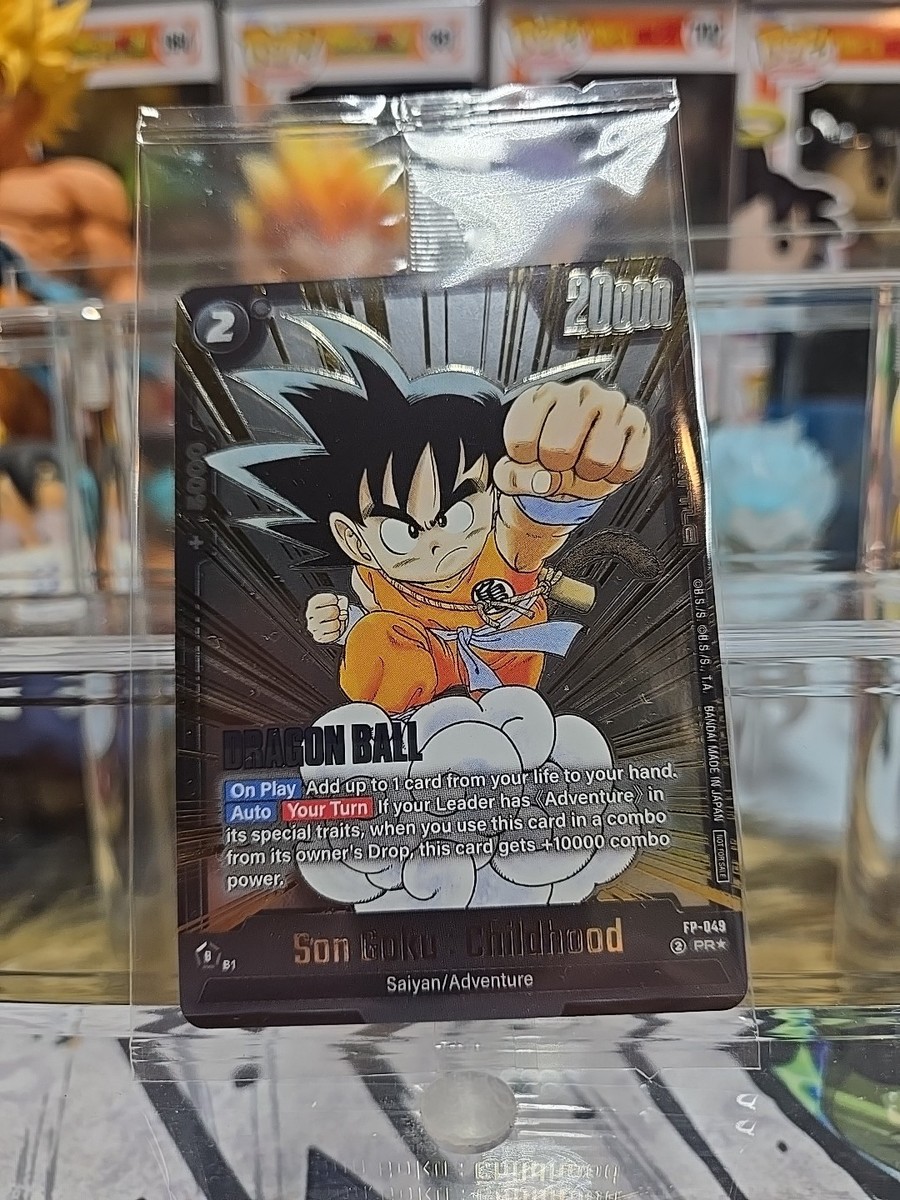 2
20000
+ 5000
BATTLE
DRAGON BALL
On Play Add up to 1 card from your life to your hand.
Auto Your Turn If your Leader has 《Adventure》 in
its special traits, when you use this card in a combo
from its owner's Drop, this card gets +10000 combo
power.
©B.S./S. ©B.S./S., T.A. BANDAI MADE IN JAPAN NOT FOR SALE
Son Goku : Childhood
Saiyan/Adventure
FP-049
② PR★
B B1